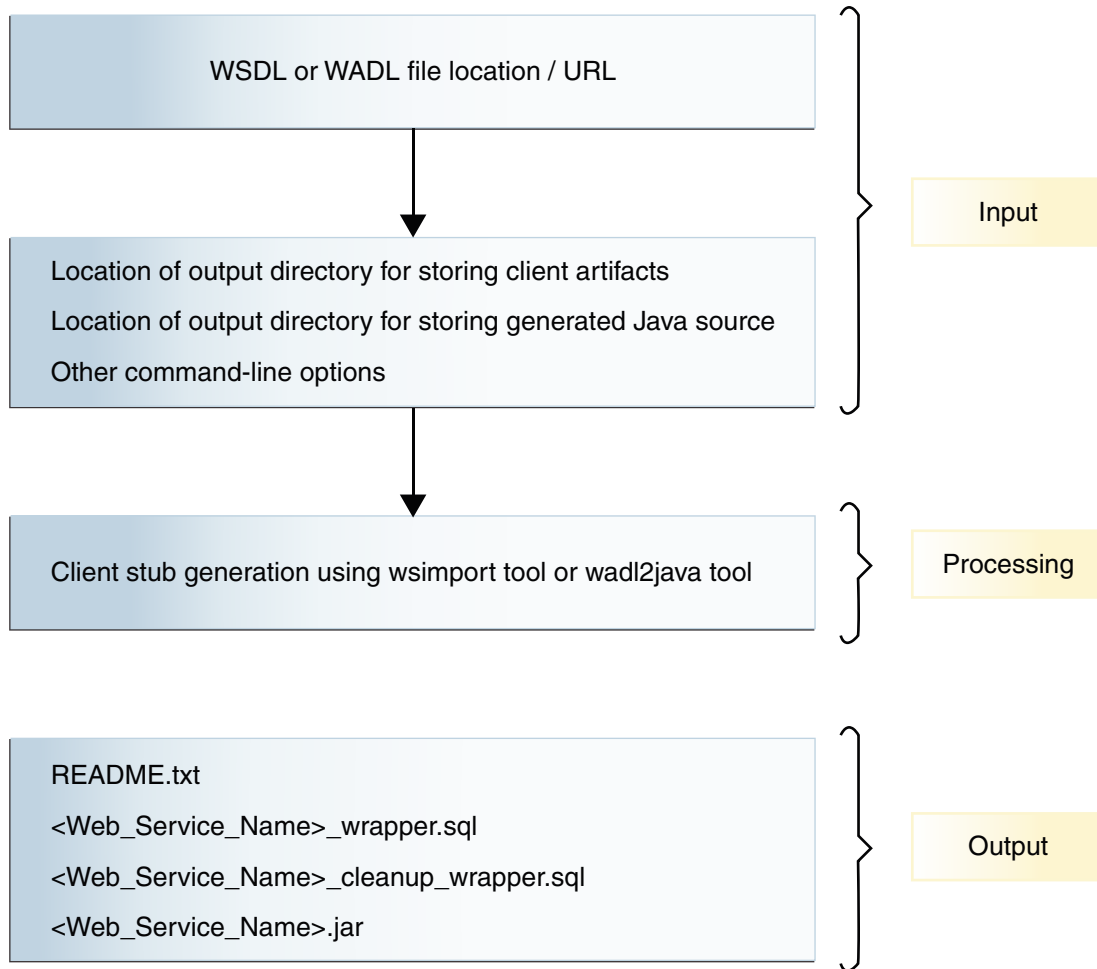 WSDL or WADL file location / URL
Input
Location of output directory for storing client artifacts
Location of output directory for storing generated Java source
Other command-line options
Client stub generation using wsimport tool or wadl2java tool
Processing
README.txt
<Web_Service_Name>_wrapper.sql
<Web_Service_Name>_cleanup_wrapper.sql
<Web_Service_Name>.jar
Output